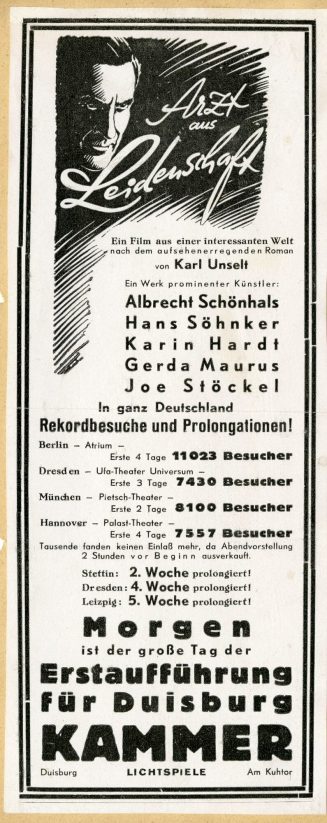 Arzt
aus
Leidenschaft
Ein Film aus einer interessanten Welt
nach dem aufsehenerregenden Roman
von Karl Unselt
Ein Werk prominenter Künstler:
Albrecht Schönhals
Hans Söhnker
Karin Hardt
Gerda Maurus
Joe Stöckel
In ganz Deutschland
Rekordbesuche und Prolongationen!
Berlin – Atrium –
Erste 4 Tage 11023 Besucher
Dresden – Ufa-Theater Universum –
Erste 3 Tage 7430 Besucher
München – Pietsch-Theater –
Erste 2 Tage 8100 Besucher
Hannover – Palast-Theater –
Erste 4 Tage 7557 Besucher
Tausende fanden keinen Einlaß mehr, da Abendvorstellung
2 Stunden vor Beginn ausverkauft.
Stettin: 2. Woche prolongiert!
Dresden: 4. Woche prolongiert!
Leipzig: 5. Woche prolongiert!
Morgen
ist der große Tag der
Erstaufführung
für Duisburg
KAMMER
Duisburg LICHTSPIELE Am Kuhtor